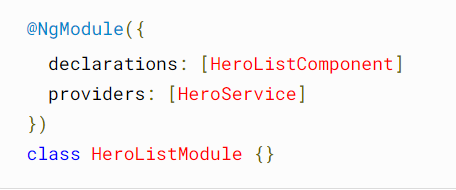 @NgModule({
  declarations: [HeroListComponent]
  providers: [HeroService]
})
class HeroListModule {}